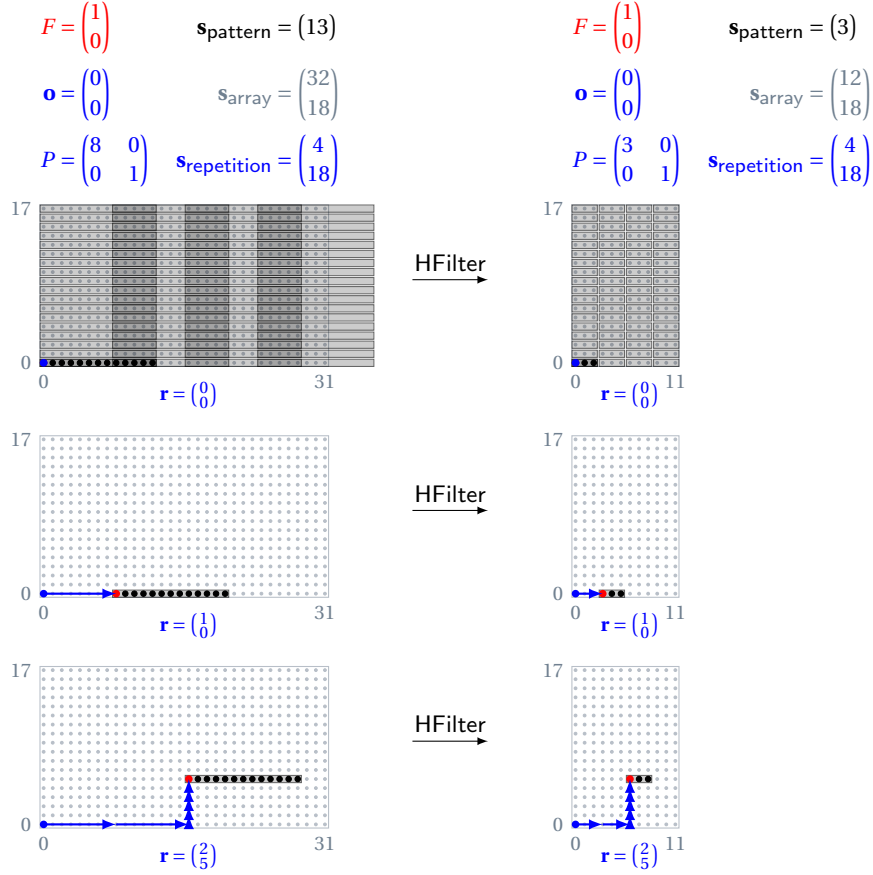 F = (1 0) s_pattern = (13) F = (1 0) s_pattern = (3)
o = (0 0) s_array = (32 18) o = (0 0) s_array = (12 18)
P = (8 0 0 1) s_repetition = (4 18) P = (3 0 0 1) s_repetition = (4 18)
17 17
HFilter
0 0
0 31 0 11
r = (0 0) r = (0 0)
17 17
HFilter
0 0
0 31 0 11
r = (1 0) r = (1 0)
17 17
HFilter
0 0
0 31 0 11
r = (2 5) r = (2 5)